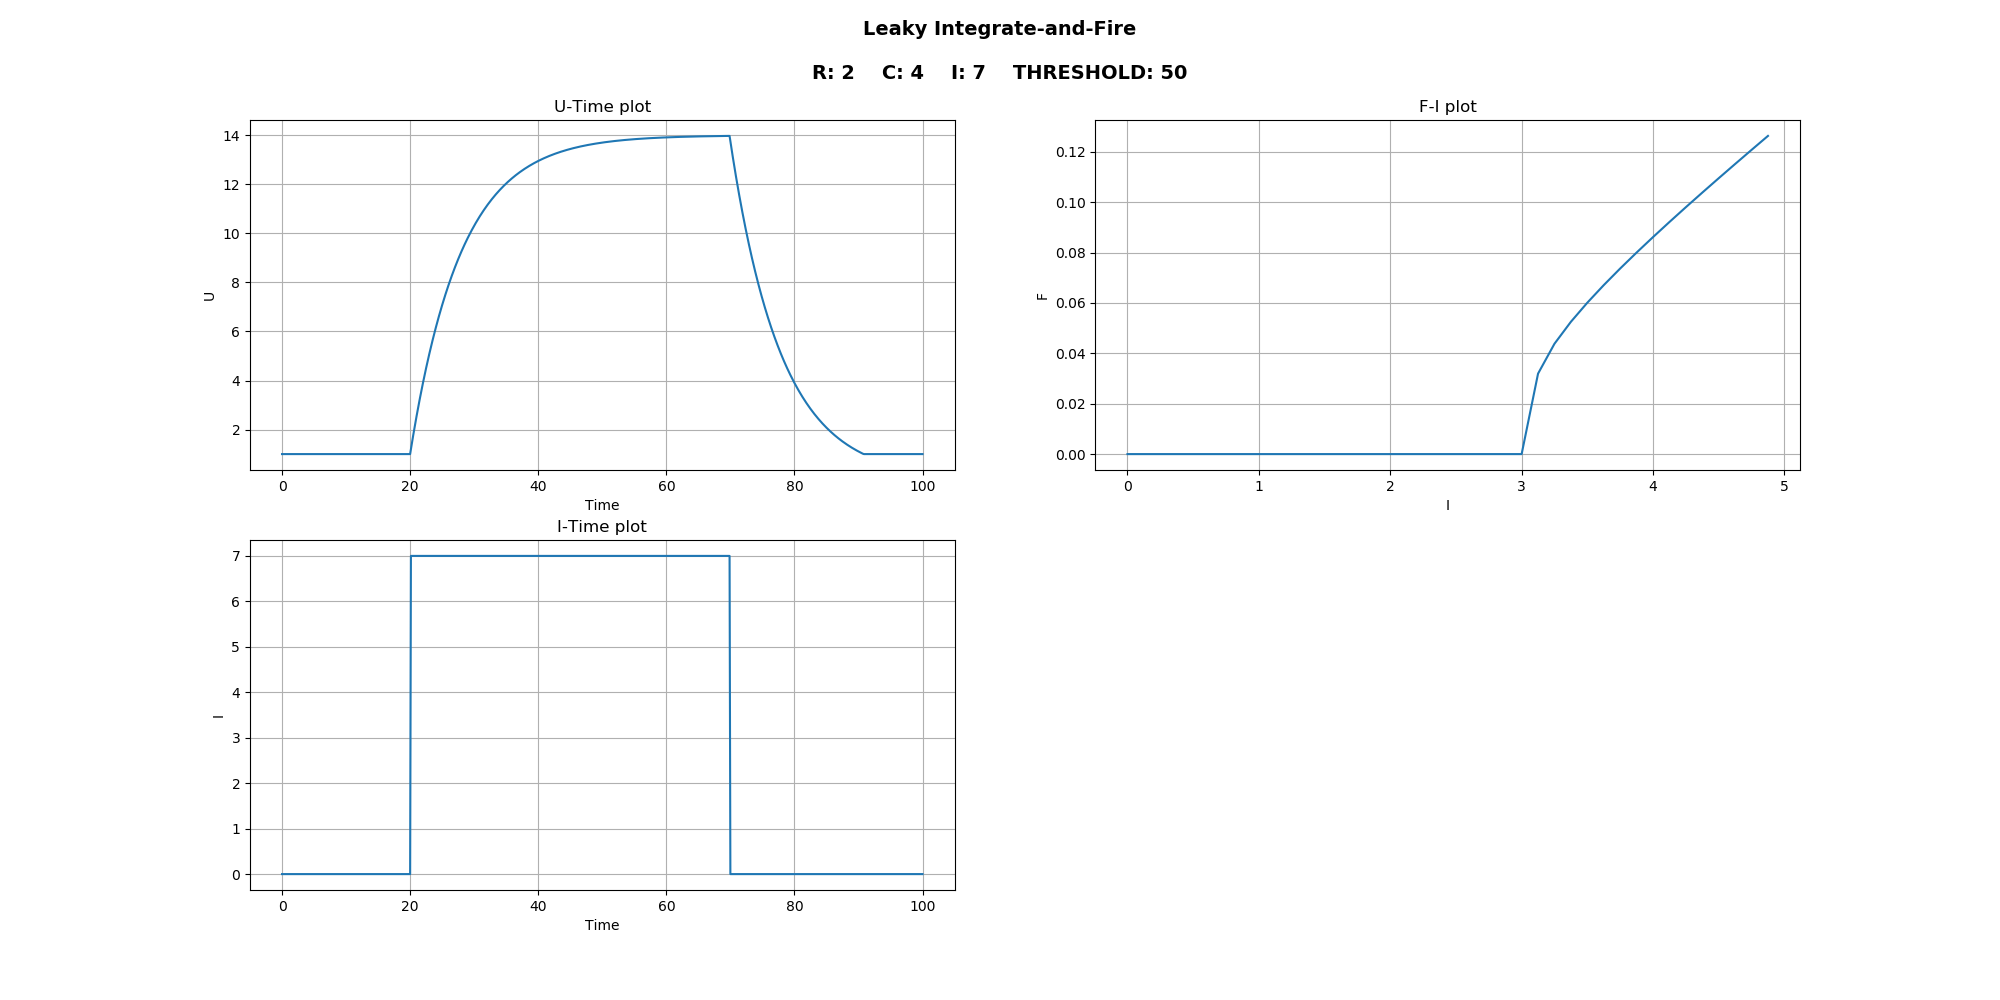 Leaky Integrate-and-Fire
R: 2    C: 4    I: 7    THRESHOLD: 50
U-Time plot
14
12
10
8
6
4
2
U
0 20 40 60 80 100
Time
F-I plot
0.12
0.10
0.08
0.06
0.04
0.02
0.00
F
0 1 2 3 4 5
I
I-Time plot
7
6
5
4
3
2
1
0
I
0 20 40 60 80 100
Time